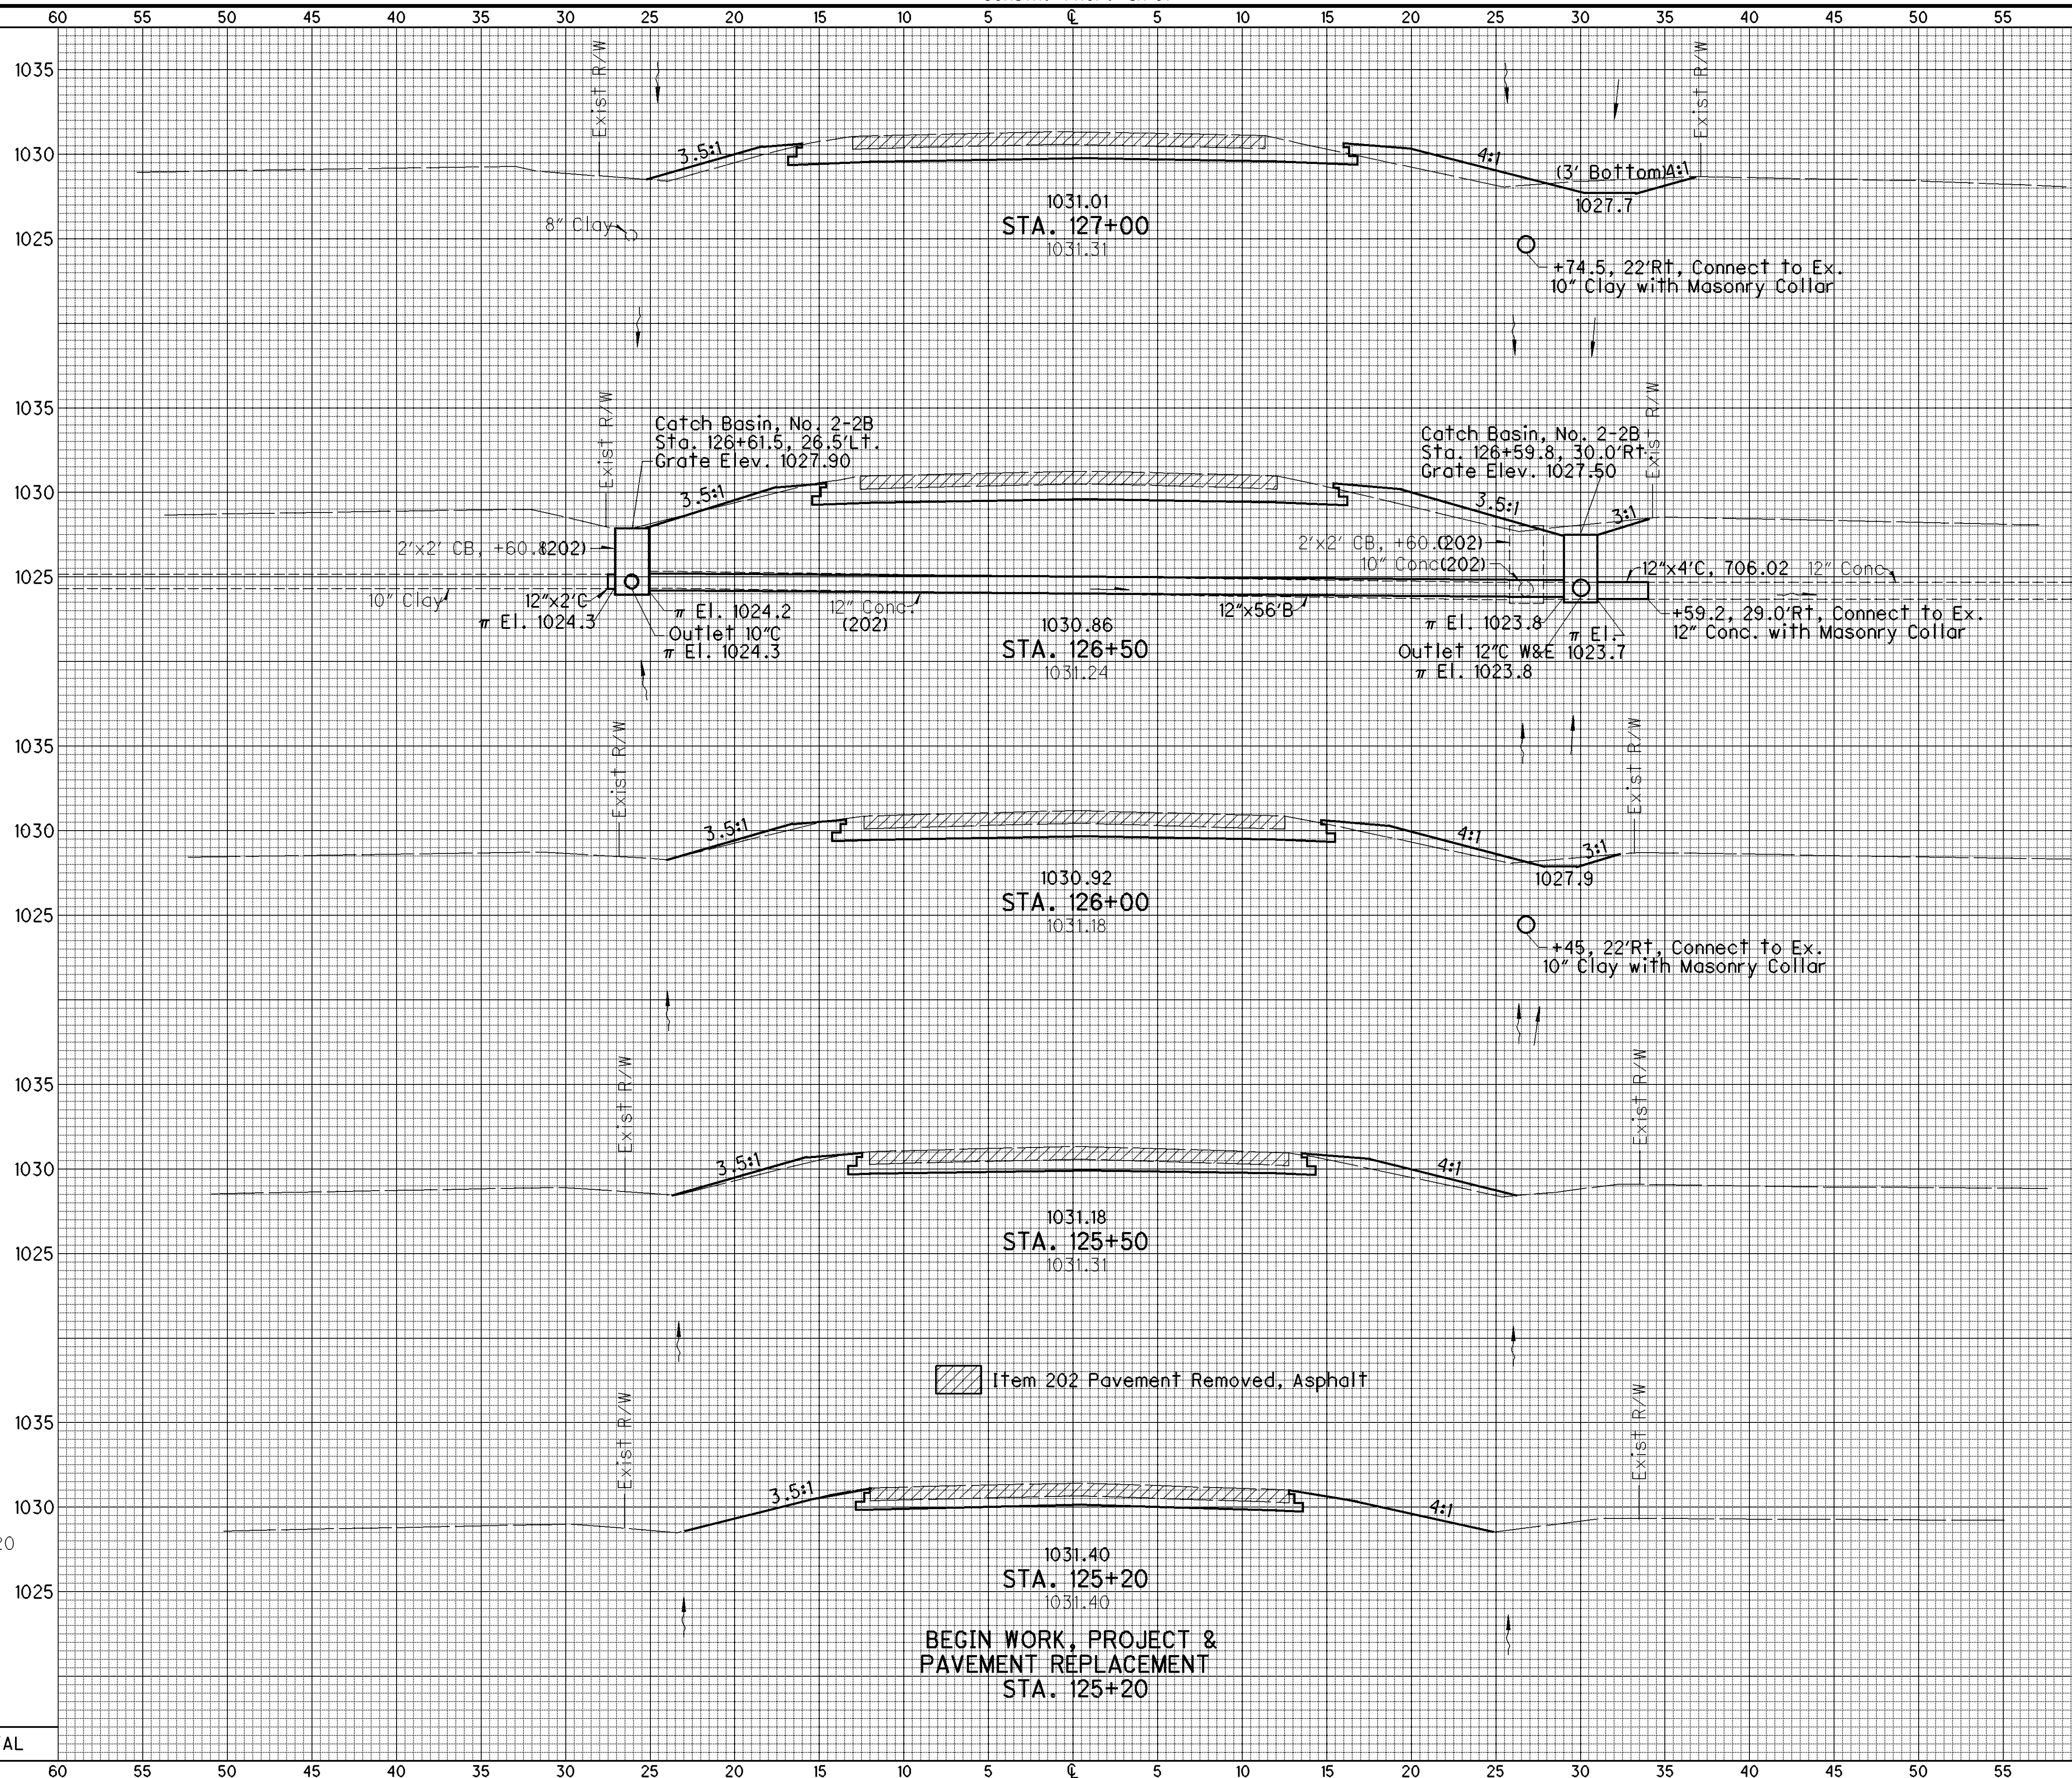 60 55 50 45 40 35 30 25 20 15 10 5 ℄ 5 10 15 20 25 30 35 40 45 50 55
1035
Exist R/W
Exist R/W
1030
3.5:1
4:1
(3' Bottom)
4:1
1027.7
1031.01
STA. 127+00
1031.31
8" Clay
1025
+74.5, 22'Rt, Connect to Ex.
10" Clay with Masonry Collar
1035
Exist R/W
Exist R/W
Catch Basin, No. 2-2B
Sta. 126+61.5, 26.5'Lt.
Grate Elev. 1027.90
Catch Basin, No. 2-2B
Sta. 126+59.8, 30.0'Rt.
Grate Elev. 1027.50
1030
3.5:1
3.5:1
3:1
2'x2' CB, +60.8
(202)
2'x2' CB, +60.
(202)
10" Conc
(202)
1025
12"x4'C, 706.02
12" Conc
10" Clay
12"x2'C
π El. 1024.3
π El. 1024.2
Outlet 10"C
π El. 1024.3
12" Conc.
(202)
12"x56'B
1030.86
STA. 126+50
1031.24
π El. 1023.8
Outlet 12"C W&E
π El. 1023.8
π El.
1023.7
+59.2, 29.0'Rt, Connect to Ex.
12" Conc. with Masonry Collar
1035
Exist R/W
Exist R/W
1030
3.5:1
4:1
3:1
1027.9
1030.92
STA. 126+00
1031.18
1025
+45, 22'Rt, Connect to Ex.
10" Clay with Masonry Collar
1035
Exist R/W
Exist R/W
1030
3.5:1
4:1
1031.18
STA. 125+50
1031.31
1025
Item 202 Pavement Removed, Asphalt
1035
Exist R/W
Exist R/W
1030
3.5:1
4:1
20
1031.40
STA. 125+20
1031.40
1025
BEGIN WORK, PROJECT &
PAVEMENT REPLACEMENT
STA. 125+20
AL
60 55 50 45 40 35 30 25 20 15 10 5 ℄ 5 10 15 20 25 30 35 40 45 50 55